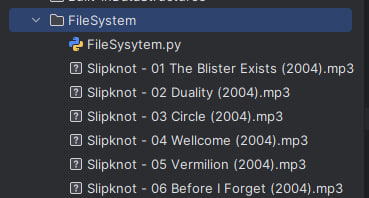 FileSystem
FileSysytem.py
Slipknot - 01 The Blister Exists (2004).mp3
Slipknot - 02 Duality (2004).mp3
Slipknot - 03 Circle (2004).mp3
Slipknot - 04 Wellcome (2004).mp3
Slipknot - 05 Vermilion (2004).mp3
Slipknot - 06 Before I Forget (2004).mp3